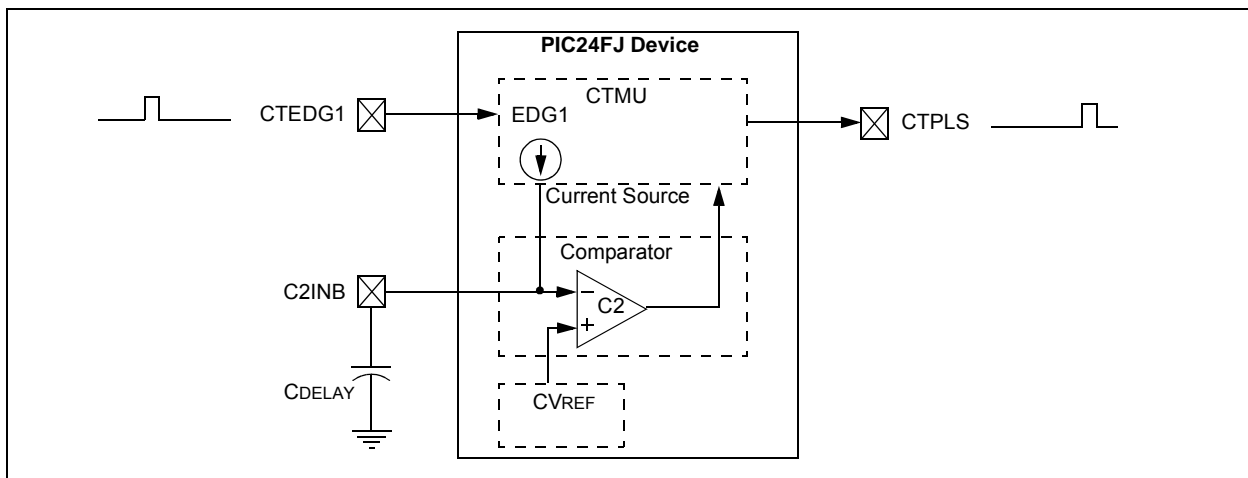 PIC24FJ Device
CTMU
CTEDG1
EDG1
CTPLS
Current Source
Comparator
C2INB
−
C2
+
CDELAY
CVREF